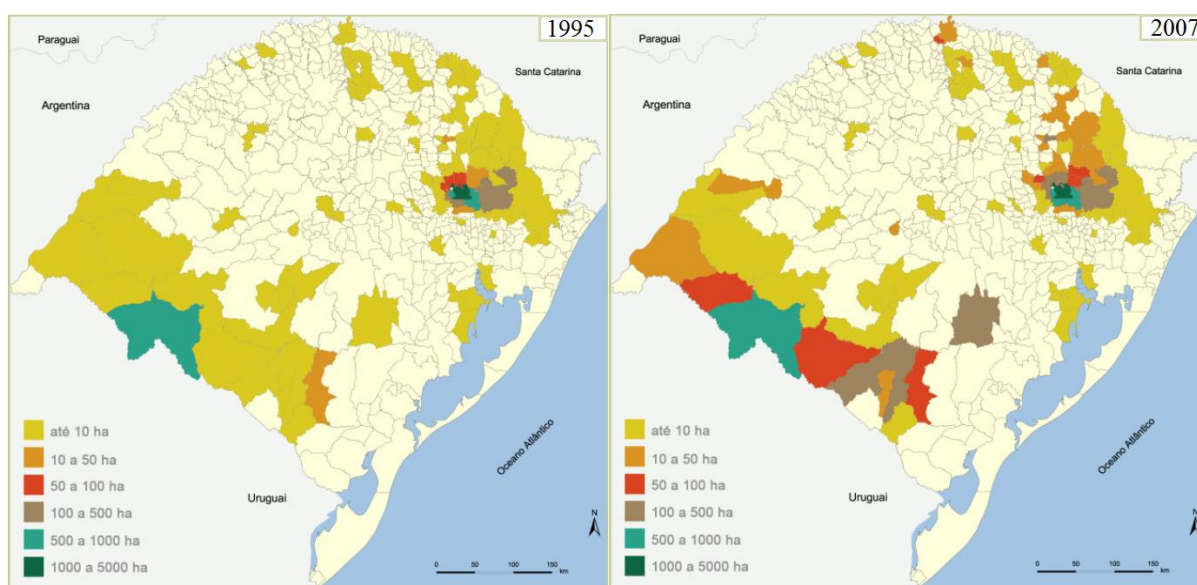 1995
Paraguai
Santa Catarina
Argentina
Oceano Atlântico
Uruguai
até 10 ha
10 a 50 ha
50 a 100 ha
100 a 500 ha
500 a 1000 ha
1000 a 5000 ha
N
0 50 100 150
km
2007
Paraguai
Santa Catarina
Argentina
Oceano Atlântico
Uruguai
até 10 ha
10 a 50 ha
50 a 100 ha
100 a 500 ha
500 a 1000 ha
1000 a 5000 ha
N
0 50 100 150
km